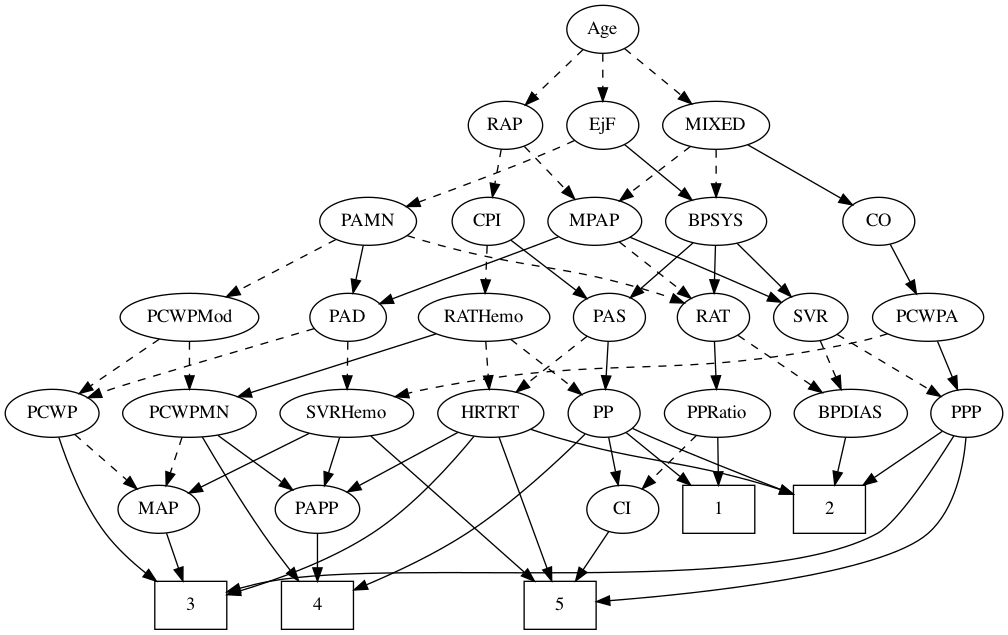 Age
RAP
EjF
MIXED
PAMN
CPI
MPAP
BPSYS
CO
PCWPMod
PAD
RATHemo
PAS
RAT
SVR
PCWPA
PCWP
PCWPMN
SVRHemo
HRTRT
PP
PPRatio
BPDIAS
PPP
MAP
PAPP
CI
1
2
3
4
5